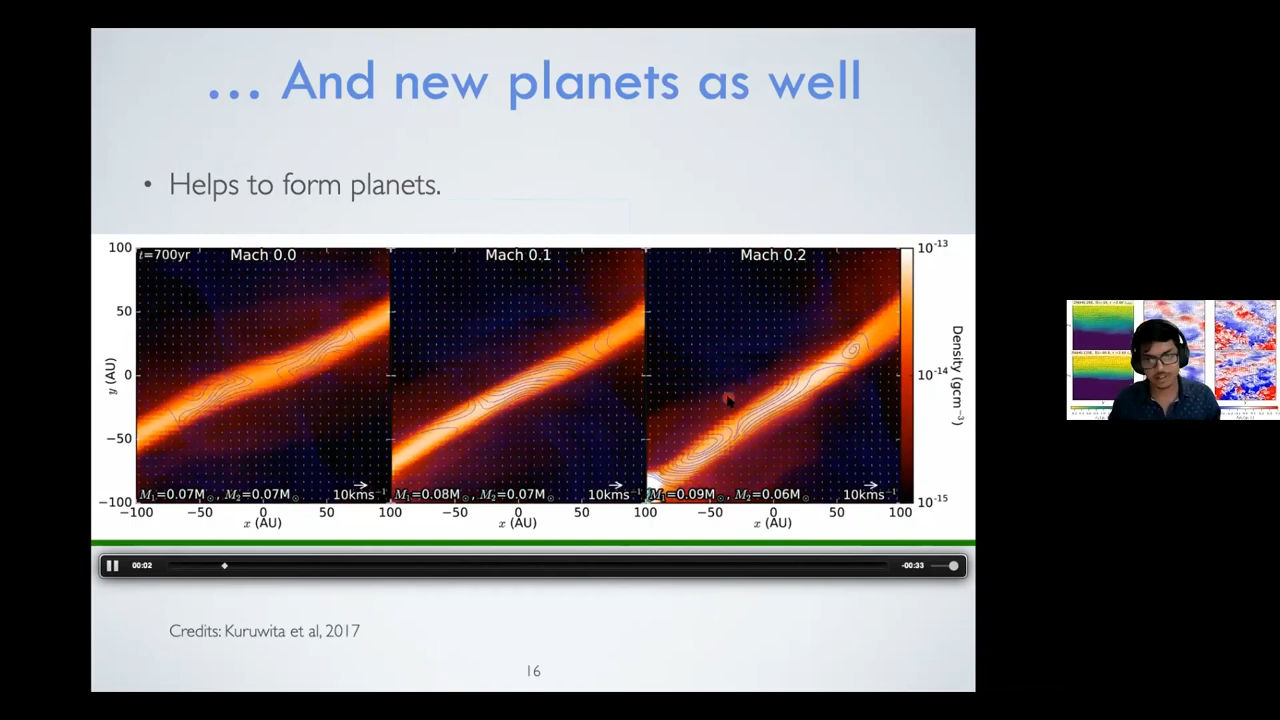 … And new planets as well
• Helps to form planets.
t=700yr Mach 0.0 Mach 0.1 Mach 0.2
100 50 0 −50 −100
y (AU)
M₁=0.07M⊙, M₂=0.07M⊙ 10kms⁻¹
M₁=0.08M⊙, M₂=0.07M⊙ 10kms⁻¹
M₁=0.09M⊙, M₂=0.06M⊙ 10kms⁻¹
−100 −50 0 50 100 −50 0 50 100 −50 0 50 100
x (AU) x (AU) x (AU)
10⁻¹³
10⁻¹⁴
10⁻¹⁵
Density (gcm⁻³)
00:02 -00:33
Credits: Kuruwita et al, 2017
16